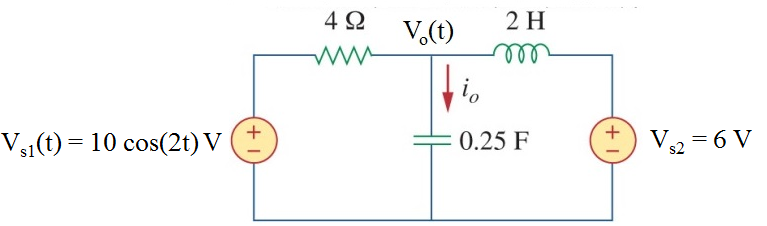 4 Ω
Vₒ(t)
2 H
iₒ
Vₛ₁(t) = 10 cos(2t) V
+
−
0.25 F
+
−
Vₛ₂ = 6 V